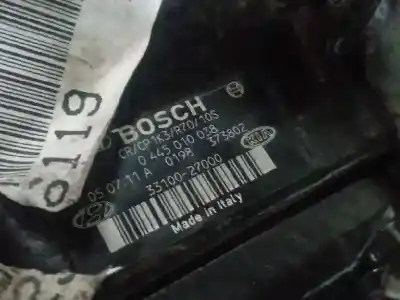 6119
BOSCH
CR/CP1K3/R70/10S
0 445 010 038
05 07 11 A 0198 373802
33100-27000
Made in Italy